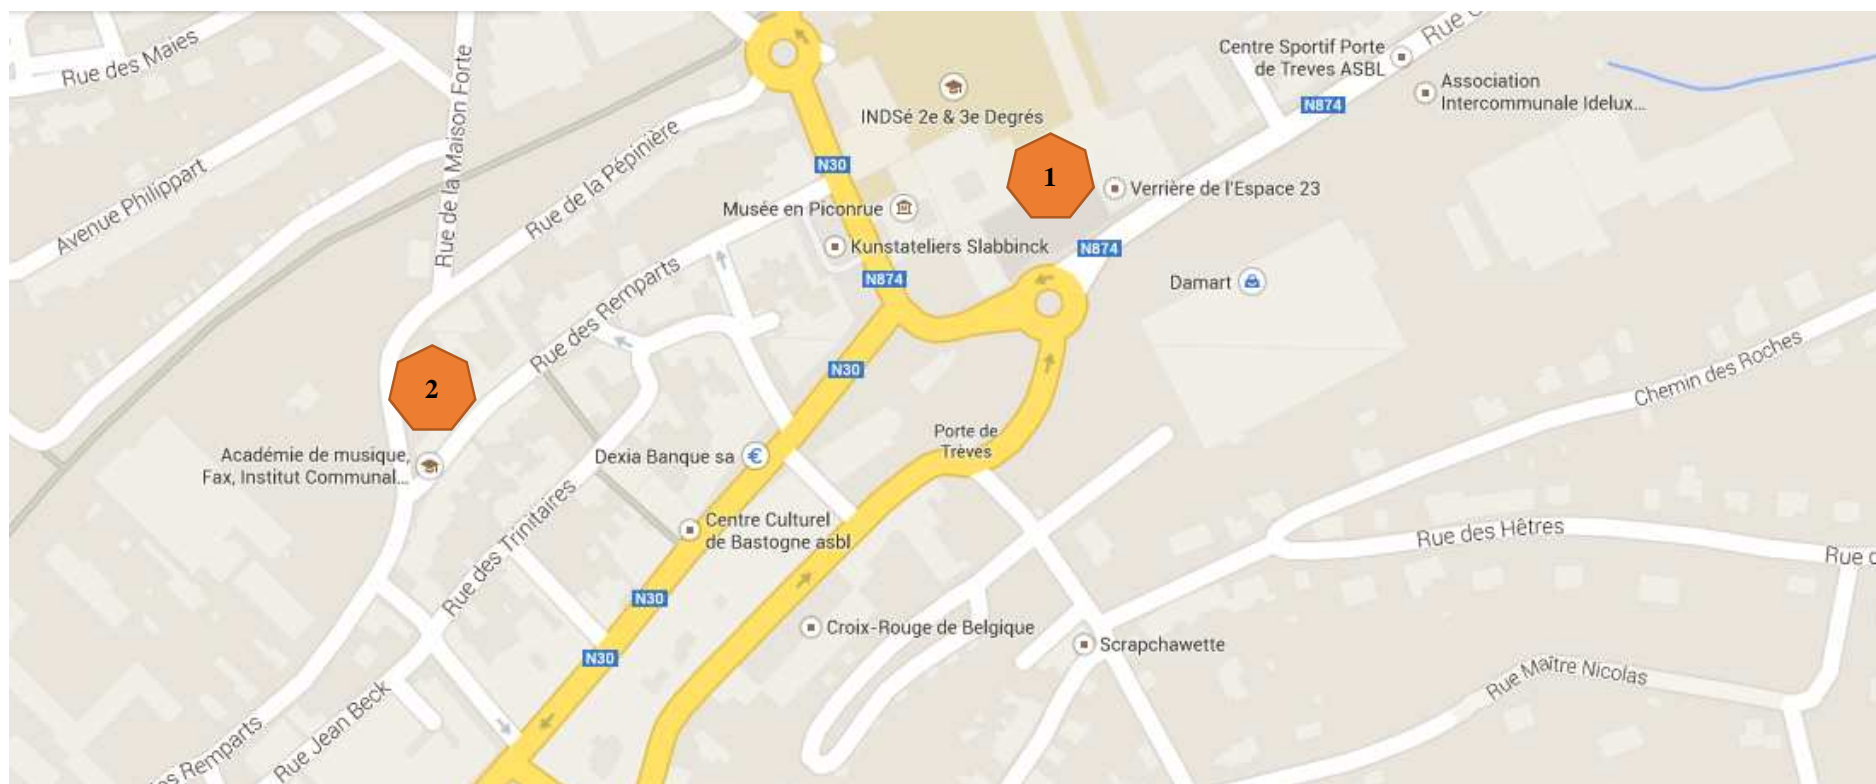 Rue des Maies
Rue de la Maison Forte
Avenue Philippart
Rue de la Pépinière
INDSé 2e & 3e Degrés
Centre Sportif Porte
de Treves ASBL
Rue
Association
Intercommunale Idelux...
N874
N30
1
Verrière de l'Espace 23
Musée en Piconrue
Kunstateliers Slabbinck
N874
N874
Damart
Rue des Remparts
N30
2
Chemin des Roches
Porte de
Trèves
Académie de musique,
Fax, Institut Communal...
Dexia Banque sa
Rue des Trinitaires
Centre Culturel
de Bastogne asbl
Rue des Hêtres
Rue
N30
Croix-Rouge de Belgique
Scrapchawette
N30
Rue Maître Nicolas
Rue Jean Beck
Remparts